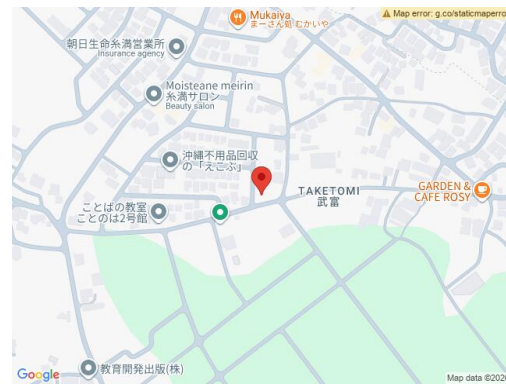 Mukaiya
まーさん処 むかいや
Map error: g.co/staticmaperro
朝日生命糸満営業所
Insurance agency
Moisteane meirin
糸満サロン
Beauty salon
沖縄不用品回収
の「えこぶ」
TAKETOMI
武富
GARDEN &
CAFE ROSY
ことばの教室
ことのは2号館
教育開発出版(株)
Google
Map data ©2026